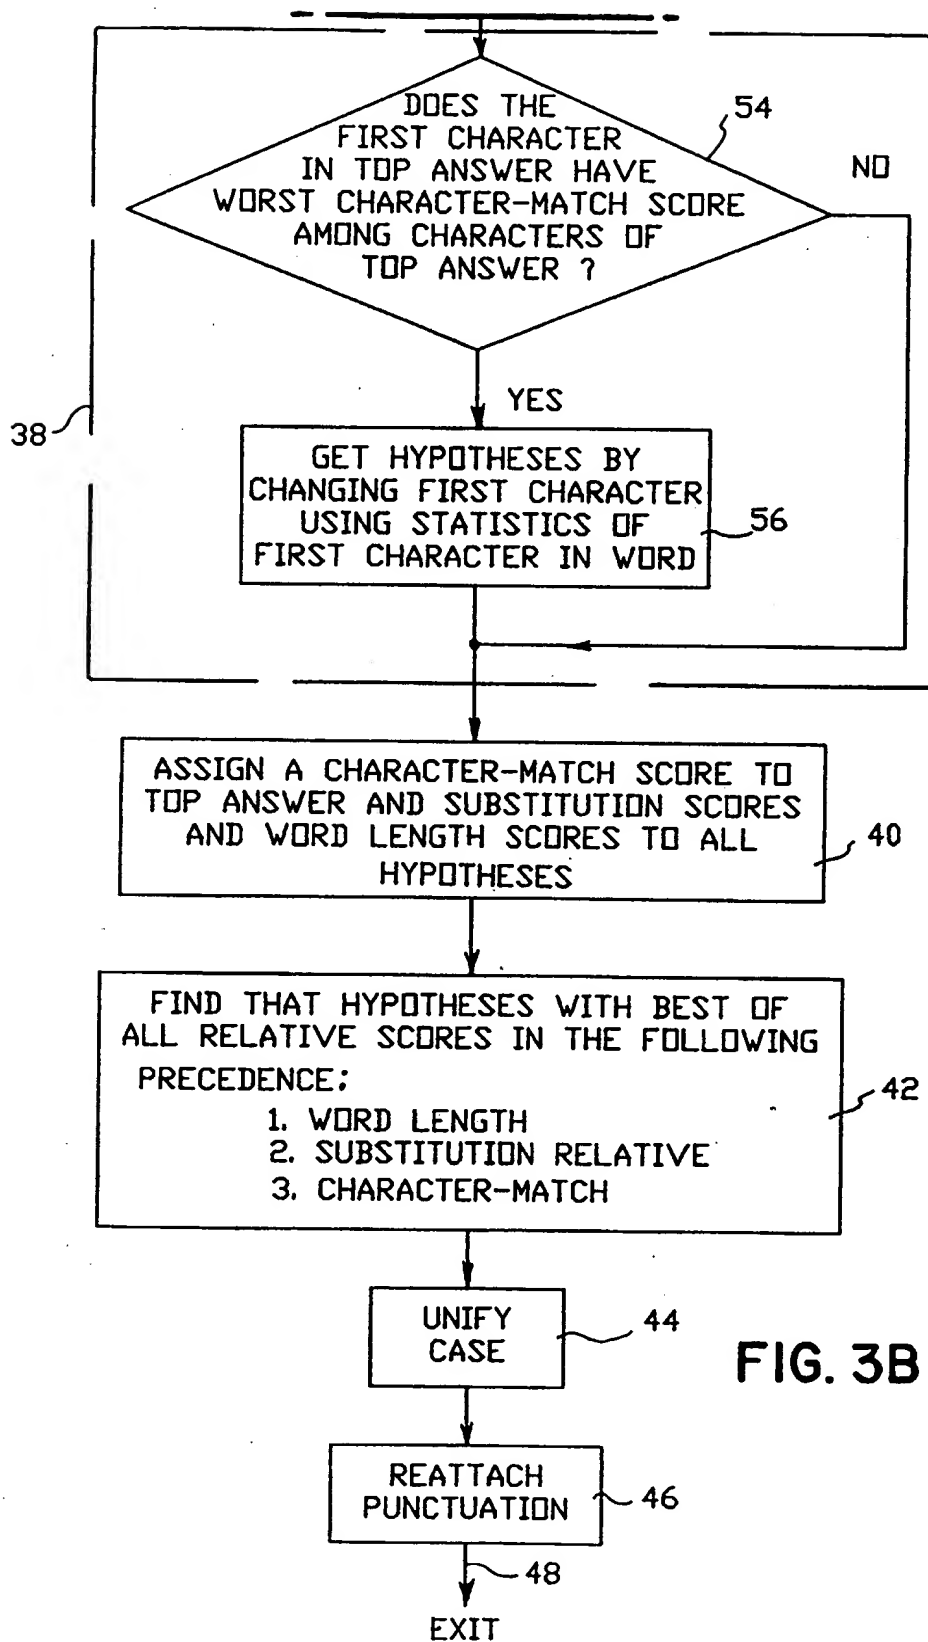 DOES THE
FIRST CHARACTER
IN TOP ANSWER HAVE
WORST CHARACTER-MATCH SCORE
AMONG CHARACTERS OF
TOP ANSWER ?
54
NO
YES
38
GET HYPOTHESES BY
CHANGING FIRST CHARACTER
USING STATISTICS OF
FIRST CHARACTER IN WORD
56
ASSIGN A CHARACTER-MATCH SCORE TO
TOP ANSWER AND SUBSTITUTION SCORES
AND WORD LENGTH SCORES TO ALL
HYPOTHESES
40
FIND THAT HYPOTHESES WITH BEST OF
ALL RELATIVE SCORES IN THE FOLLOWING
PRECEDENCE:
1. WORD LENGTH
2. SUBSTITUTION RELATIVE
3. CHARACTER-MATCH
42
UNIFY
CASE
44
FIG. 3B
REATTACH
PUNCTUATION
46
48
EXIT